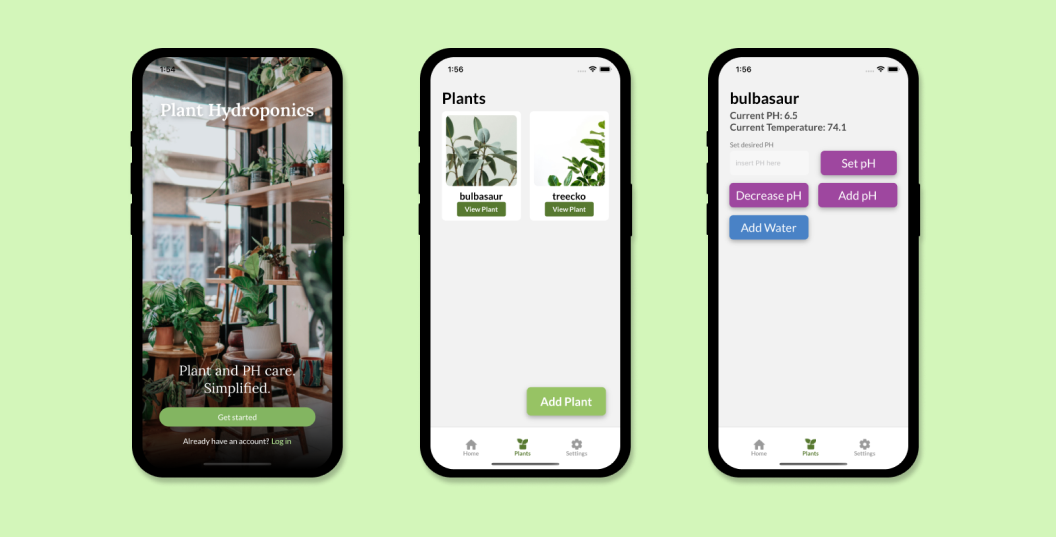 1:54
Plant Hydroponics
Plant and PH care.
Simplified.
Get started
Already have an account? Log in
1:56
Plants
bulbasaur
View Plant
treecko
View Plant
Add Plant
Home
Plants
Settings
1:56
bulbasaur
Current PH: 6.5
Current Temperature: 74.1
Set desired PH
Insert PH here
Set pH
Decrease pH
Add pH
Add Water
Home
Plants
Settings